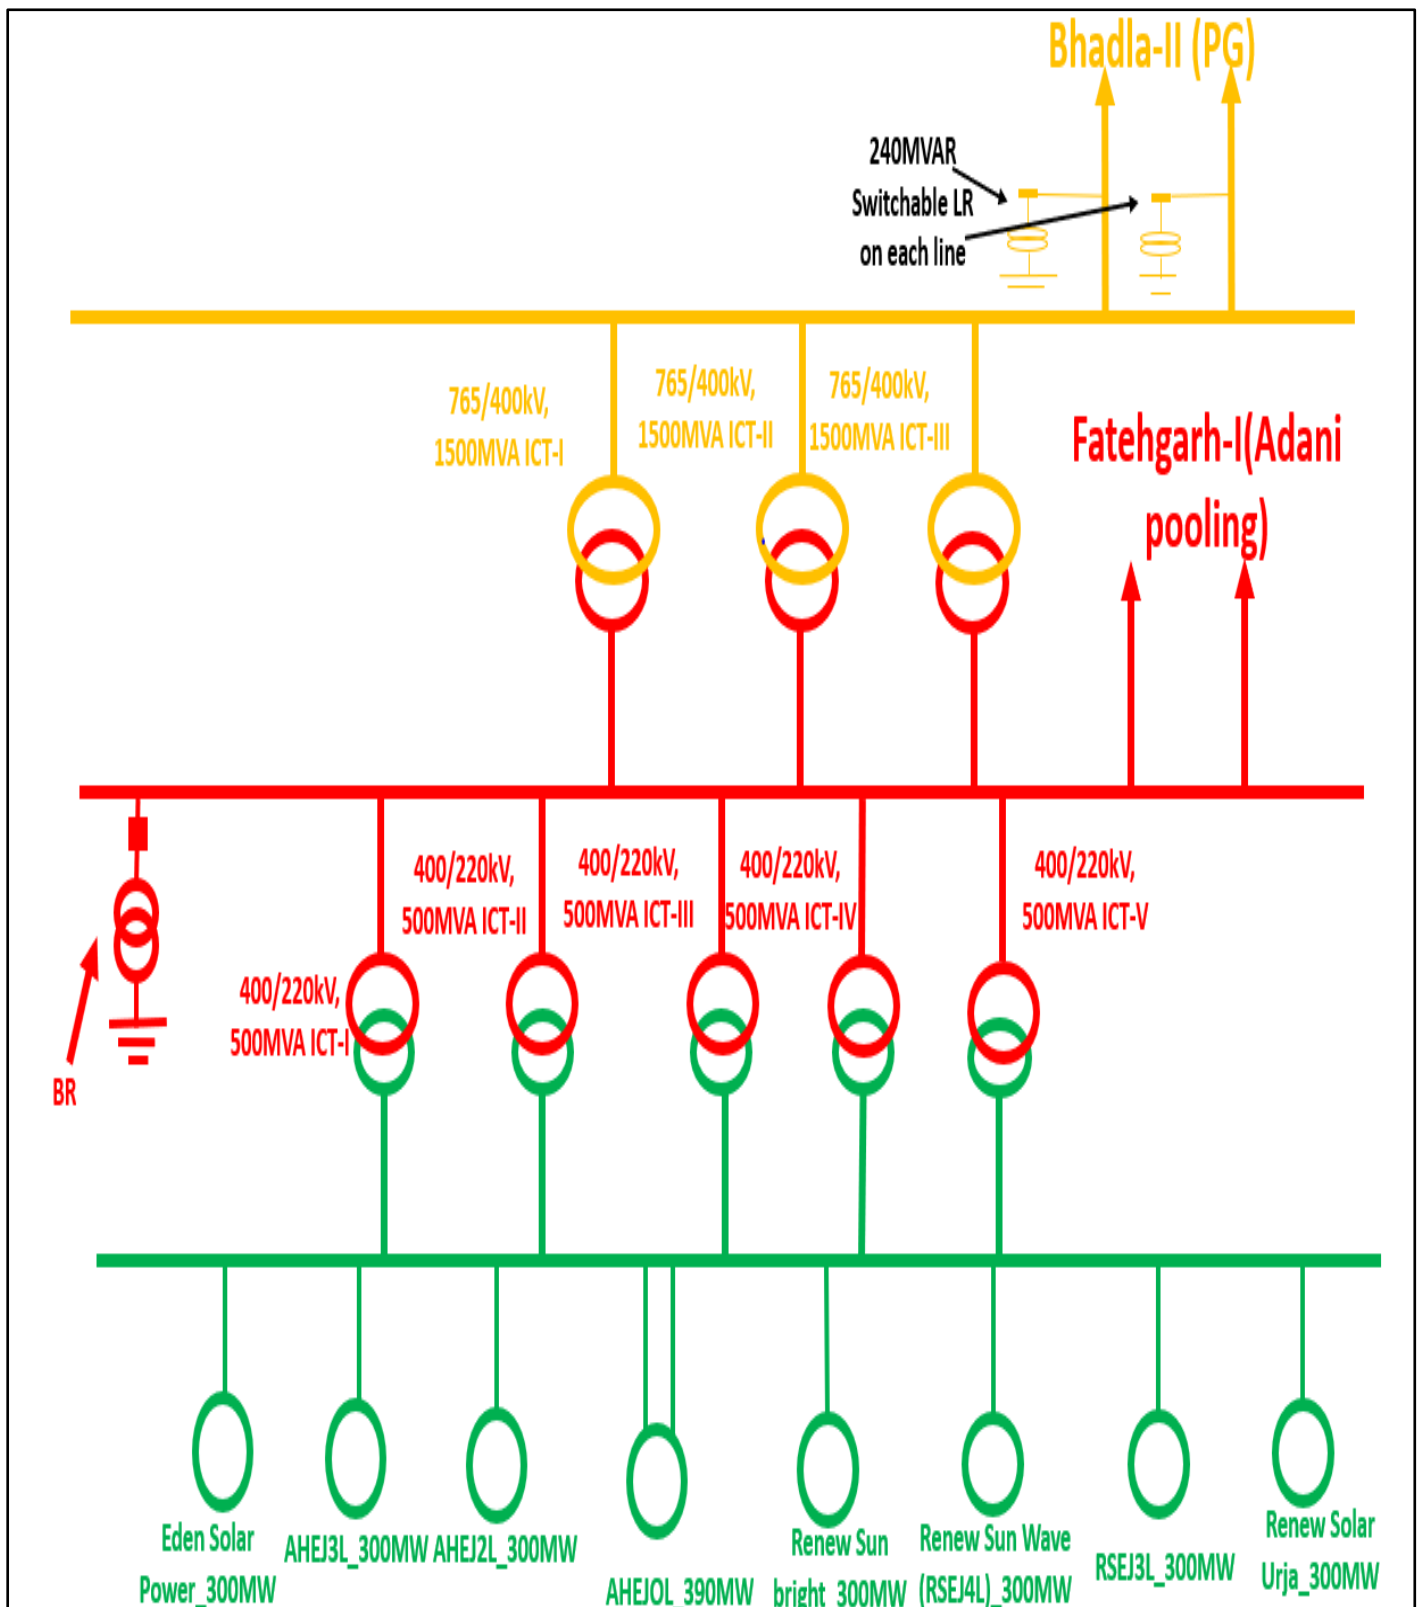 Bhadla-II (PG)
240MVAR
Switchable LR
on each line
765/400kV,
1500MVA ICT-I
765/400kV,
1500MVA ICT-II
765/400kV,
1500MVA ICT-III
Fatehgarh-I(Adani
pooling)
400/220kV,
500MVA ICT-II
400/220kV,
500MVA ICT-III
400/220kV,
500MVA ICT-IV
400/220kV,
500MVA ICT-V
400/220kV,
500MVA ICT-I
BR
Eden Solar
Power_300MW
AHEJ3L_300MW
AHEJ2L_300MW
AHEJOL_390MW
Renew Sun
bright_300MW
Renew Sun Wave
(RSEJ4L)_300MW
RSEJ3L_300MW
Renew Solar
Urja_300MW